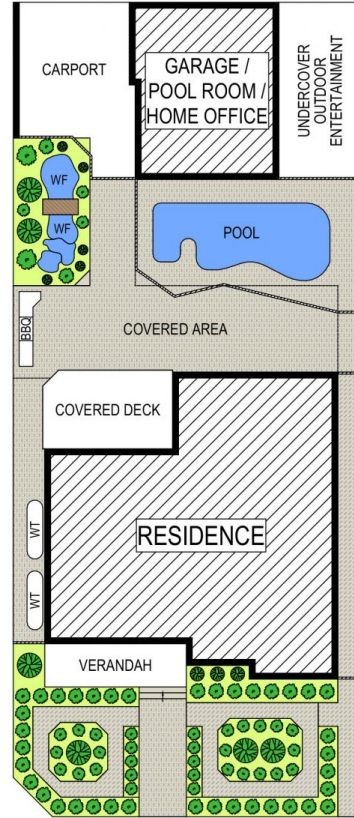 CARPORT
GARAGE /
POOL ROOM /
HOME OFFICE
UNDERCOVER
OUTDOOR
ENTERTAINMENT
WF
WF
POOL
BBQ
COVERED AREA
COVERED DECK
RESIDENCE
WT
WT
VERANDAH